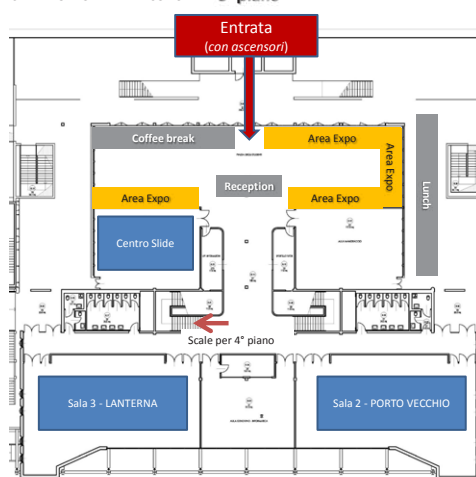 Entrata
(con ascensori)
Coffee break
Area Expo
Area Expo
Reception
Lunch
Area Expo
Area Expo
Centro Slide
Scale per 4° piano
Sala 3 - LANTERNA
Sala 2 - PORTO VECCHIO